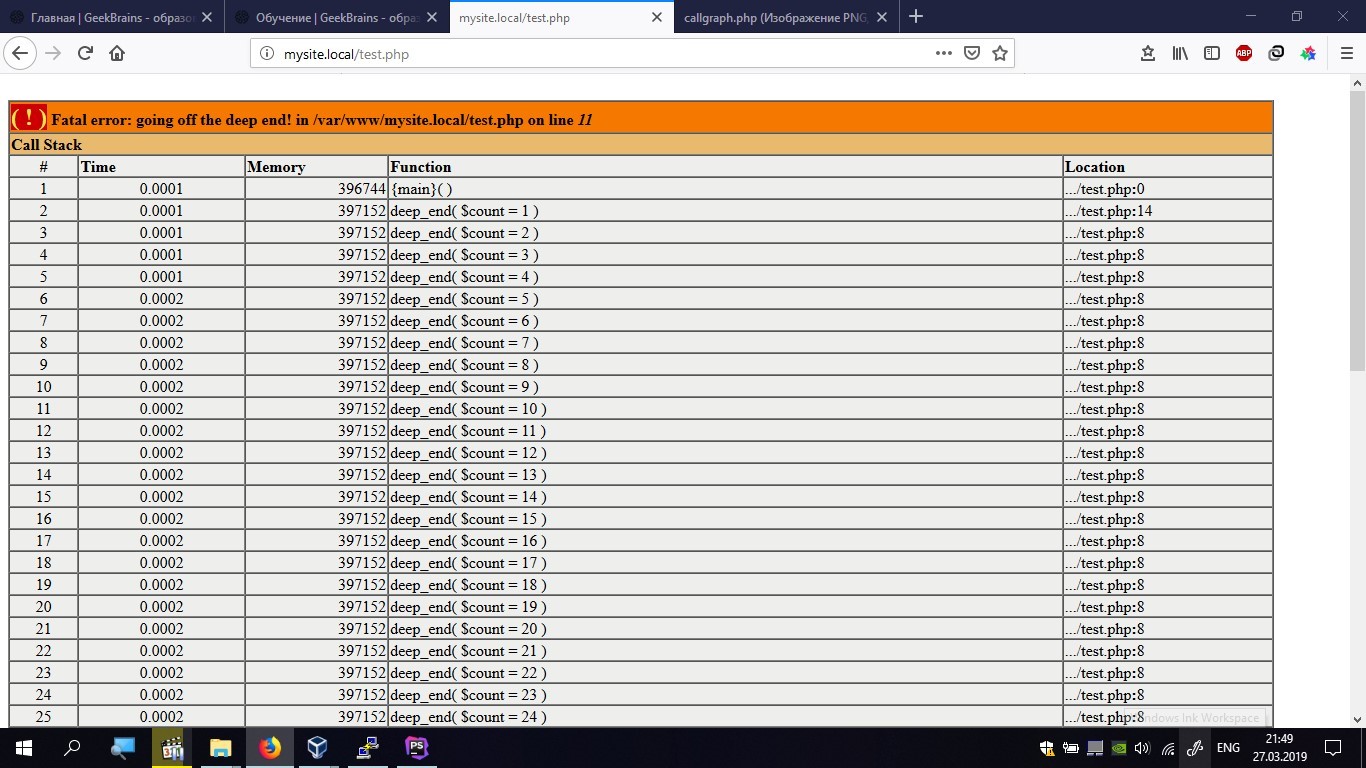 Главная | GeekBrains - образо
Обучение | GeekBrains - обра
mysite.local/test.php
callgraph.php (Изображение PNG,
mysite.local/test.php
ABP
( ! ) Fatal error: going off the deep end! in /var/www/mysite.local/test.php on line 11
Call Stack
# Time Memory Function Location
1 0.0001 396744 {main}( ) .../test.php:0
2 0.0001 397152 deep_end( $count = 1 ) .../test.php:14
3 0.0001 397152 deep_end( $count = 2 ) .../test.php:8
4 0.0001 397152 deep_end( $count = 3 ) .../test.php:8
5 0.0001 397152 deep_end( $count = 4 ) .../test.php:8
6 0.0002 397152 deep_end( $count = 5 ) .../test.php:8
7 0.0002 397152 deep_end( $count = 6 ) .../test.php:8
8 0.0002 397152 deep_end( $count = 7 ) .../test.php:8
9 0.0002 397152 deep_end( $count = 8 ) .../test.php:8
10 0.0002 397152 deep_end( $count = 9 ) .../test.php:8
11 0.0002 397152 deep_end( $count = 10 ) .../test.php:8
12 0.0002 397152 deep_end( $count = 11 ) .../test.php:8
13 0.0002 397152 deep_end( $count = 12 ) .../test.php:8
14 0.0002 397152 deep_end( $count = 13 ) .../test.php:8
15 0.0002 397152 deep_end( $count = 14 ) .../test.php:8
16 0.0002 397152 deep_end( $count = 15 ) .../test.php:8
17 0.0002 397152 deep_end( $count = 16 ) .../test.php:8
18 0.0002 397152 deep_end( $count = 17 ) .../test.php:8
19 0.0002 397152 deep_end( $count = 18 ) .../test.php:8
20 0.0002 397152 deep_end( $count = 19 ) .../test.php:8
21 0.0002 397152 deep_end( $count = 20 ) .../test.php:8
22 0.0002 397152 deep_end( $count = 21 ) .../test.php:8
23 0.0002 397152 deep_end( $count = 22 ) .../test.php:8
24 0.0002 397152 deep_end( $count = 23 ) .../test.php:8
25 0.0002 397152 deep_end( $count = 24 ) .../test.php:8
Ink Workspace
PS
ENG
21:49
27.03.2019